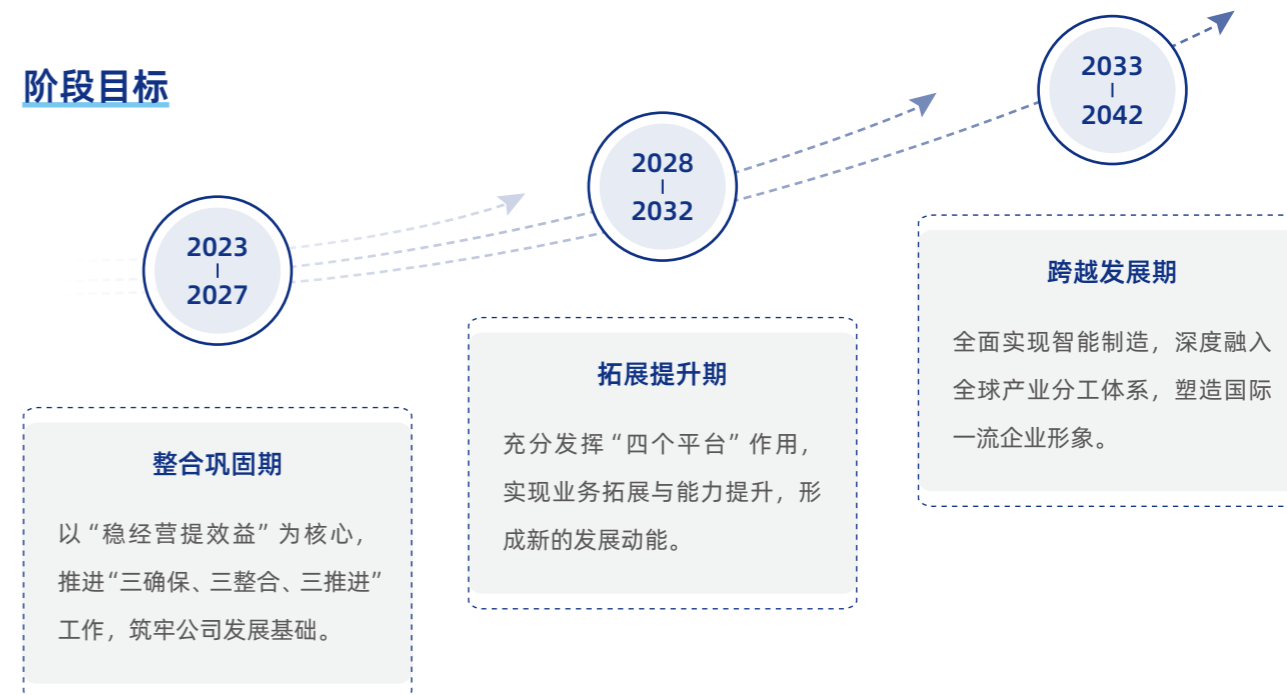 阶段目标
2023
2027
整合巩固期
以“稳经营提效益”为核心，
推进“三确保、三整合、三推进”
工作，筑牢公司发展基础。
2028
2032
拓展提升期
充分发挥“四个平台”作用，
实现业务拓展与能力提升，形
成新的发展动能。
2033
2042
跨越发展期
全面实现智能制造，深度融入
全球产业分工体系，塑造国际
一流企业形象。